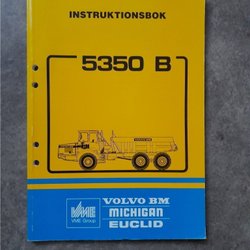 INSTRUKTIONSBOK
5350 B
VME
VME Group
VOLVO BM
MICHIGAN
EUCLID